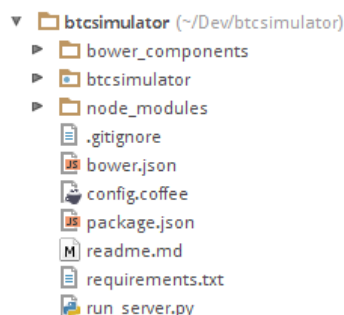 btcsimulator (~/Dev/btcsimulator)
bower_components
btcsimulator
node_modules
.gitignore
bower.json
config.coffee
package.json
readme.md
requirements.txt
run_server.py